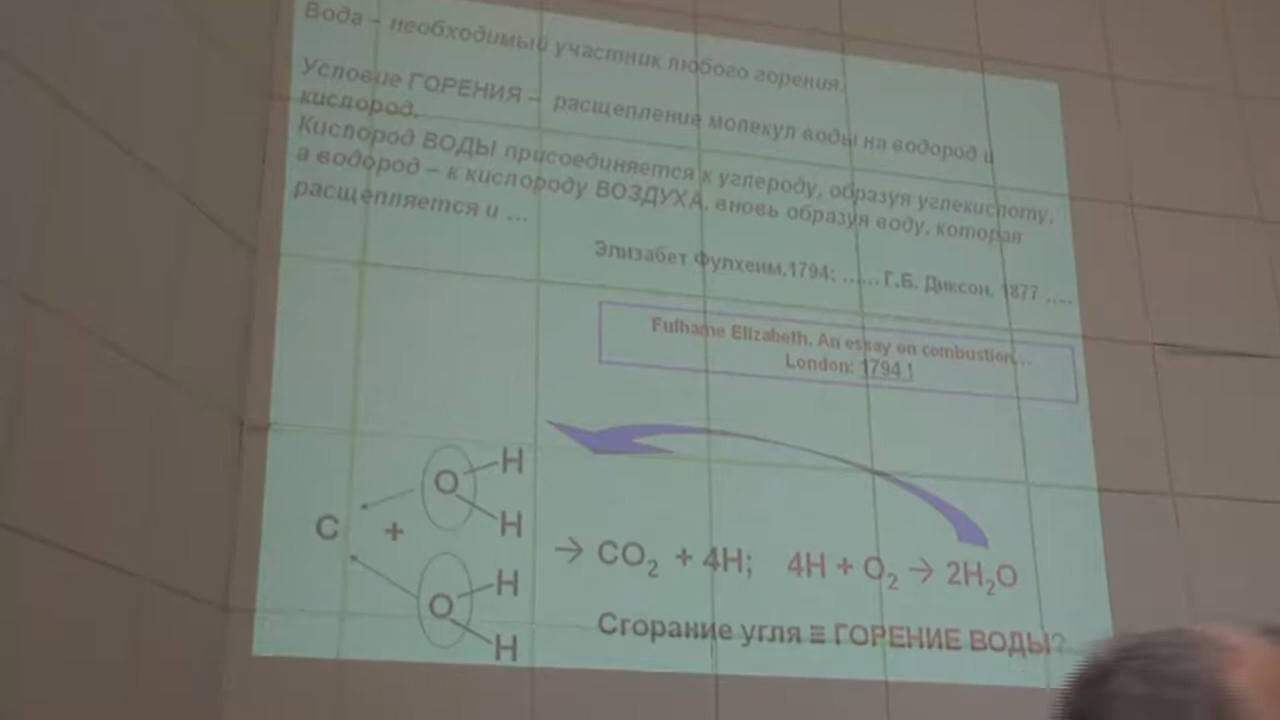 Вода – необходимый участник любого горения.
Условие ГОРЕНИЯ – расщепление молекул воды на водород и
кислород.
Кислород ВОДЫ присоединяется к углероду, образуя углекислоту,
а водород – к кислороду ВОЗДУХА, вновь образуя воду, которая
расщепляется и ...
Элизабет Фулхеим,1794; ...... Г.Б. Диксон. 1877 .....
Fulhame Elizabeth. An essay on combustion...
London: 1794 !
O H
H
C +
O H
H
→ CO₂ + 4H; 4H + O₂ → 2H₂O
Сгорание угля ≡ ГОРЕНИЕ ВОДЫ?